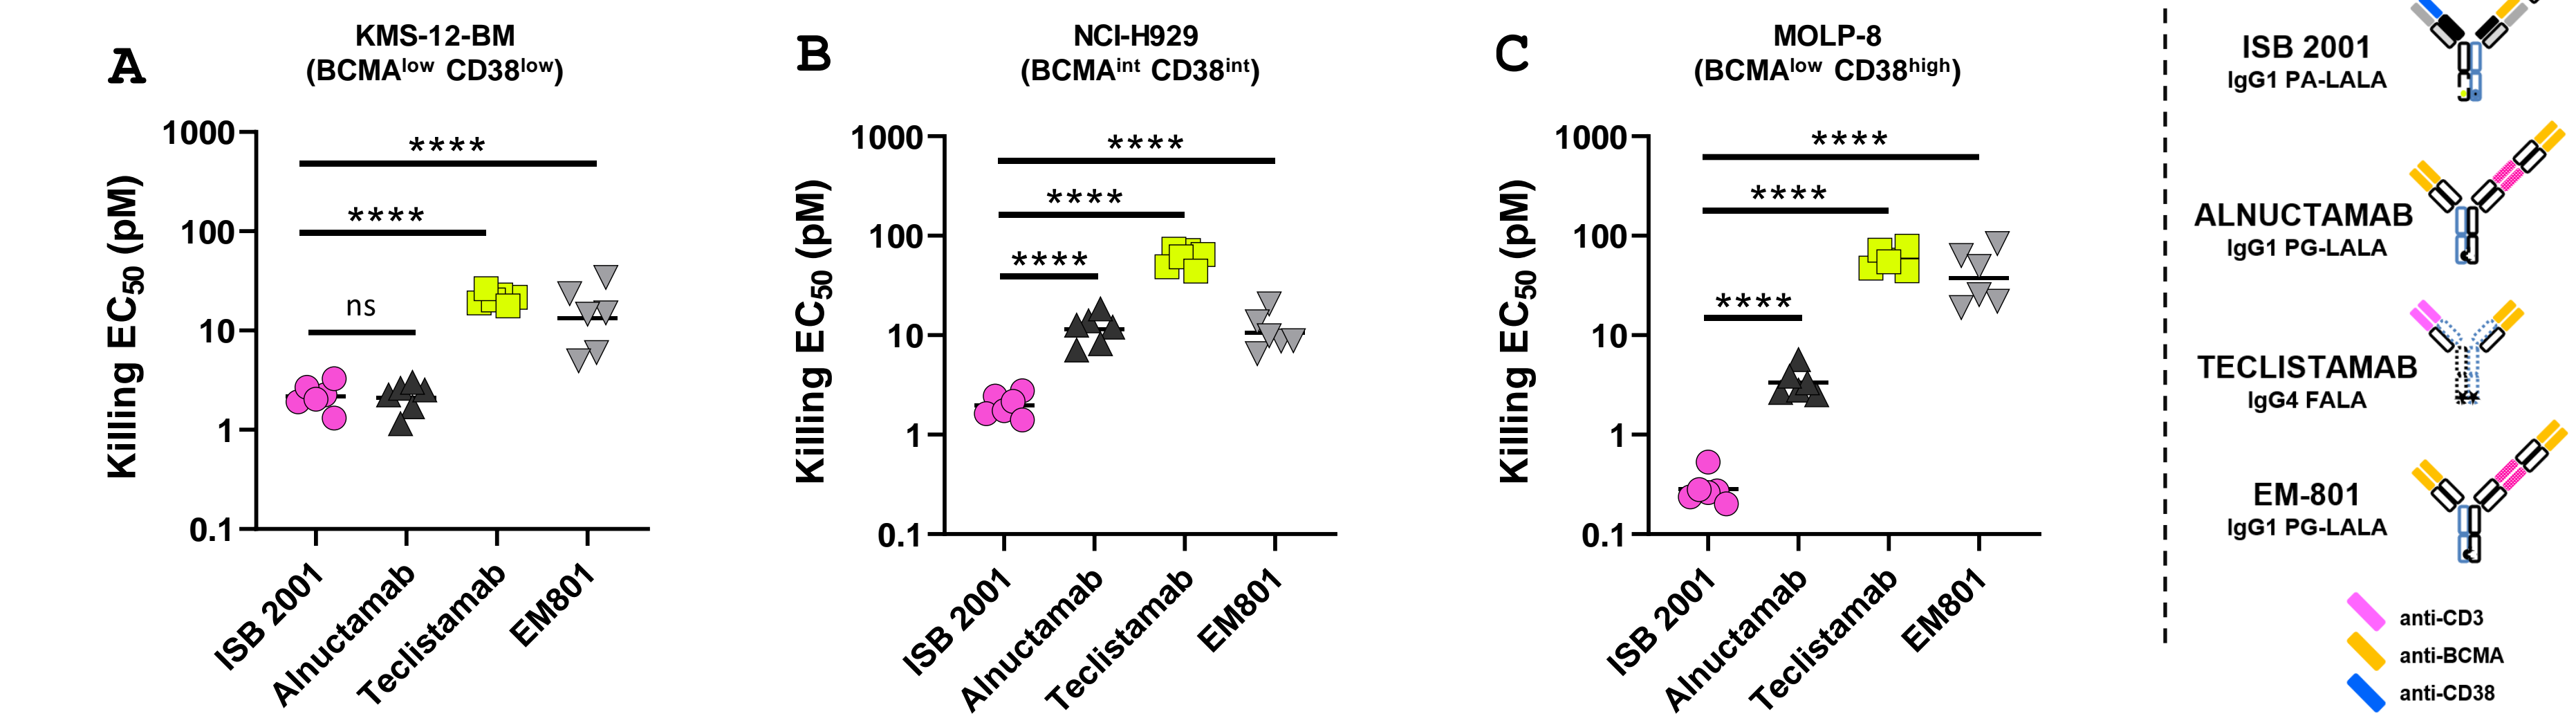 A
KMS-12-BM
(BCMAlow CD38low)
Killing EC50 (pM)
1000
100
10
1
0.1
****
****
ns
ISB 2001
Alnuctamab
Teclistamab
EM801
B
NCI-H929
(BCMAint CD38int)
Killing EC50 (pM)
1000
100
10
1
0.1
****
****
****
ISB 2001
Alnuctamab
Teclistamab
EM801
C
MOLP-8
(BCMAlow CD38high)
Killing EC50 (pM)
1000
100
10
1
0.1
****
****
****
ISB 2001
Alnuctamab
Teclistamab
EM801
ISB 2001
IgG1 PA-LALA
ALNUCTAMAB
IgG1 PG-LALA
TECLISTAMAB
IgG4 FALA
EM-801
IgG1 PG-LALA
anti-CD3
anti-BCMA
anti-CD38